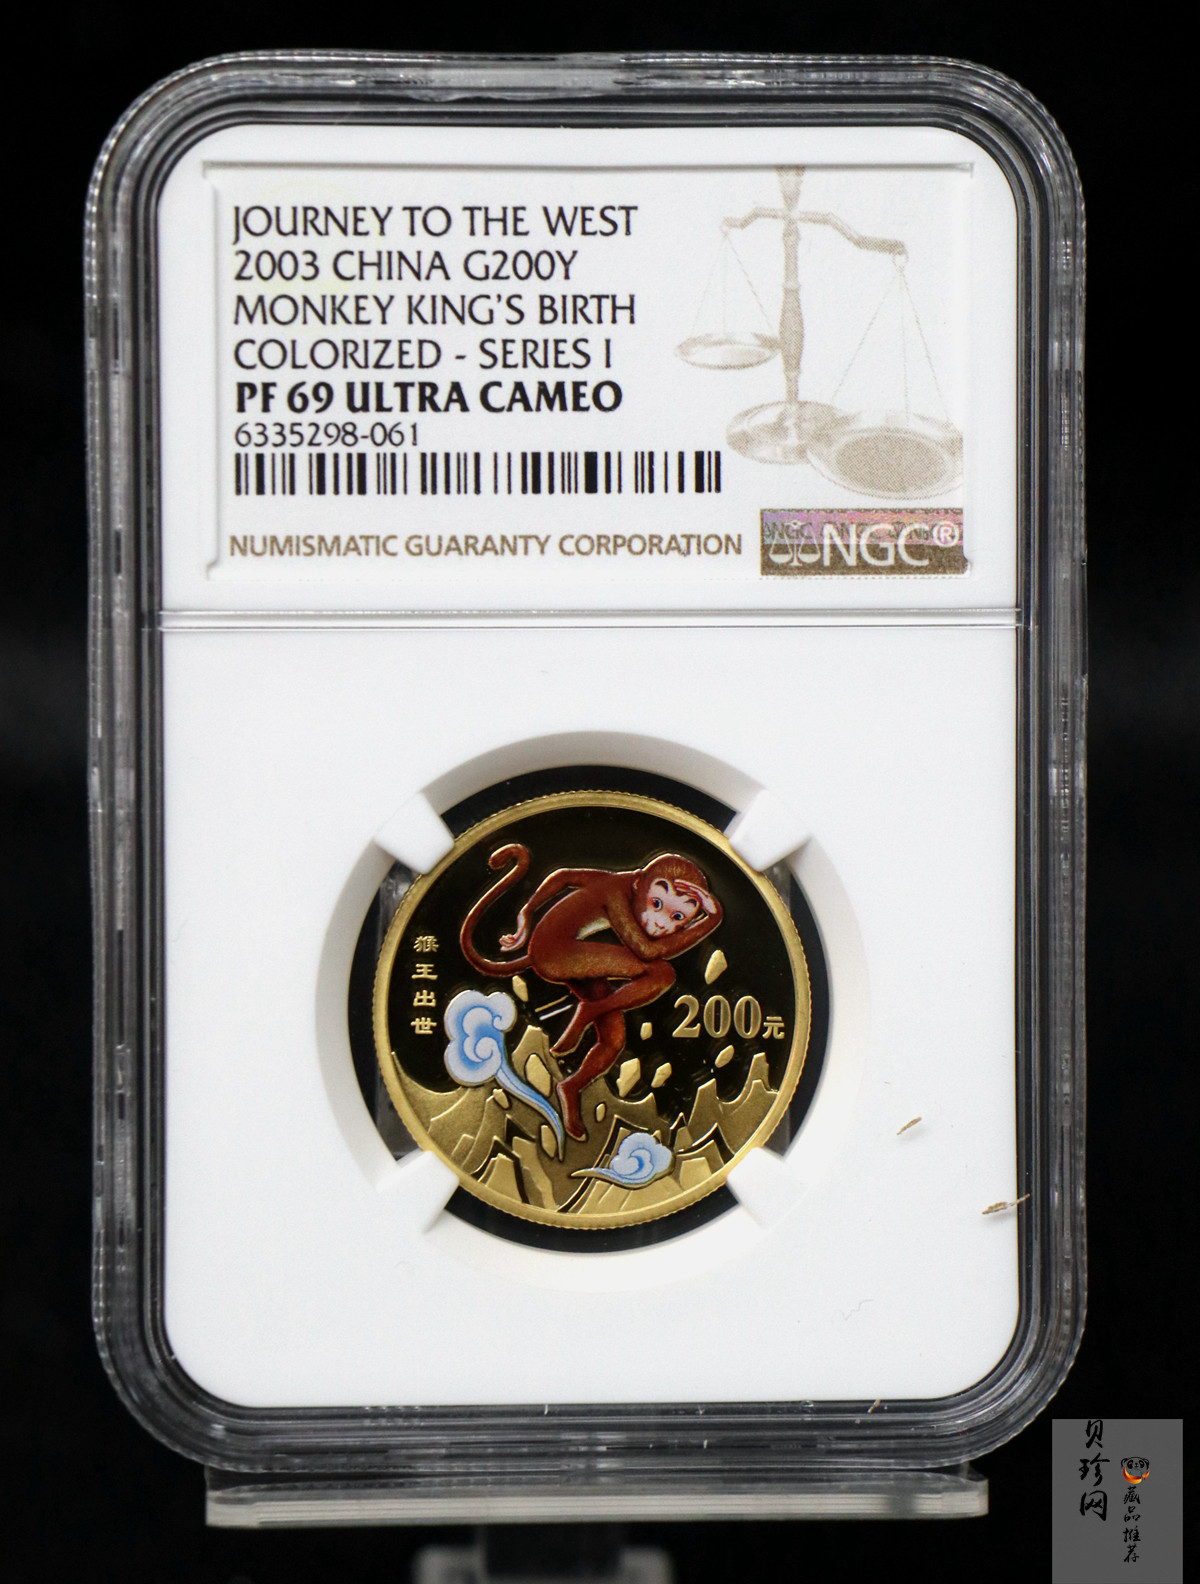 JOURNEY TO THE WEST
2003 CHINA G200Y
MONKEY KING'S BIRTH
COLORIZED - SERIES I
PF 69 ULTRA CAMEO
6335298-061
NUMISMATIC GUARANTY CORPORATION
NGC®
猴王出世
200元
贝珍网
藏品推荐